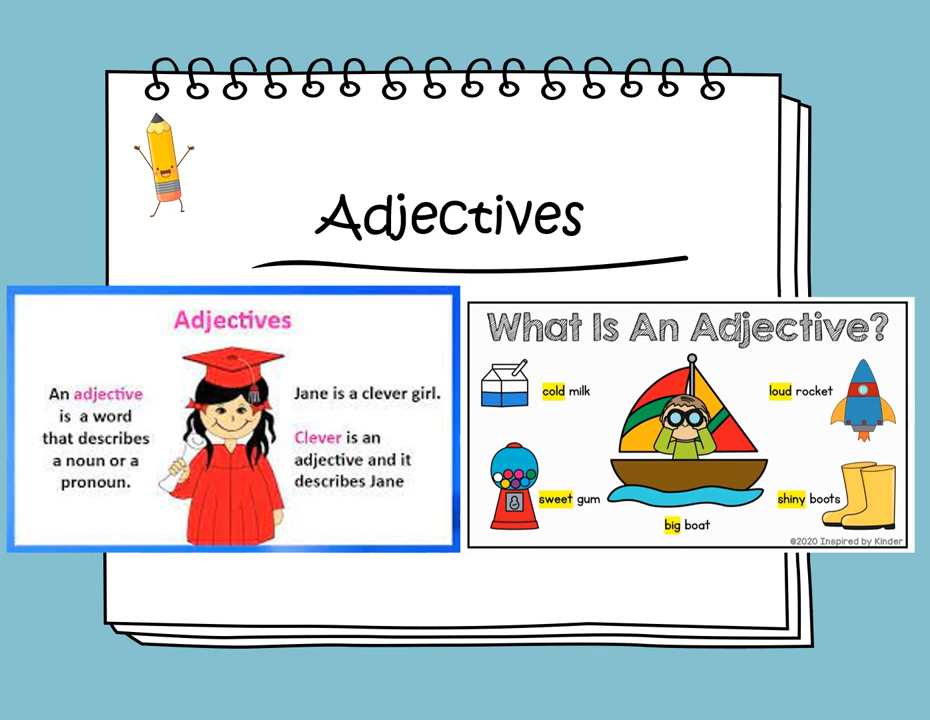 Adjectives
Adjectives
An adjective
is a word
that describes
a noun or a
pronoun.
Jane is a clever girl.
Clever is an
adjective and it
describes Jane
What Is An Adjective?
cold milk
loud rocket
sweet gum
shiny boots
big boat
©2020 Inspired by Kinder